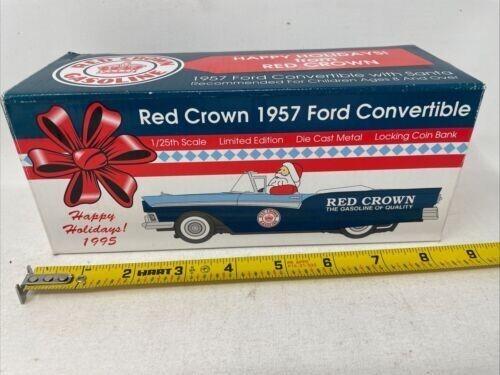 RED CROWN
GASOLINE
HAPPY HOLIDAYS!
from
RED CROWN
1957 Ford Convertible with Santa
Recommended For Children Ages 8 And Over
Red Crown 1957 Ford Convertible
1/25th Scale Limited Edition Die Cast Metal Locking Coin Bank
Happy
Holidays!
1995
RED CROWN
THE GASOLINE OF QUALITY
2 HART 3 4 5 6 7 8 9